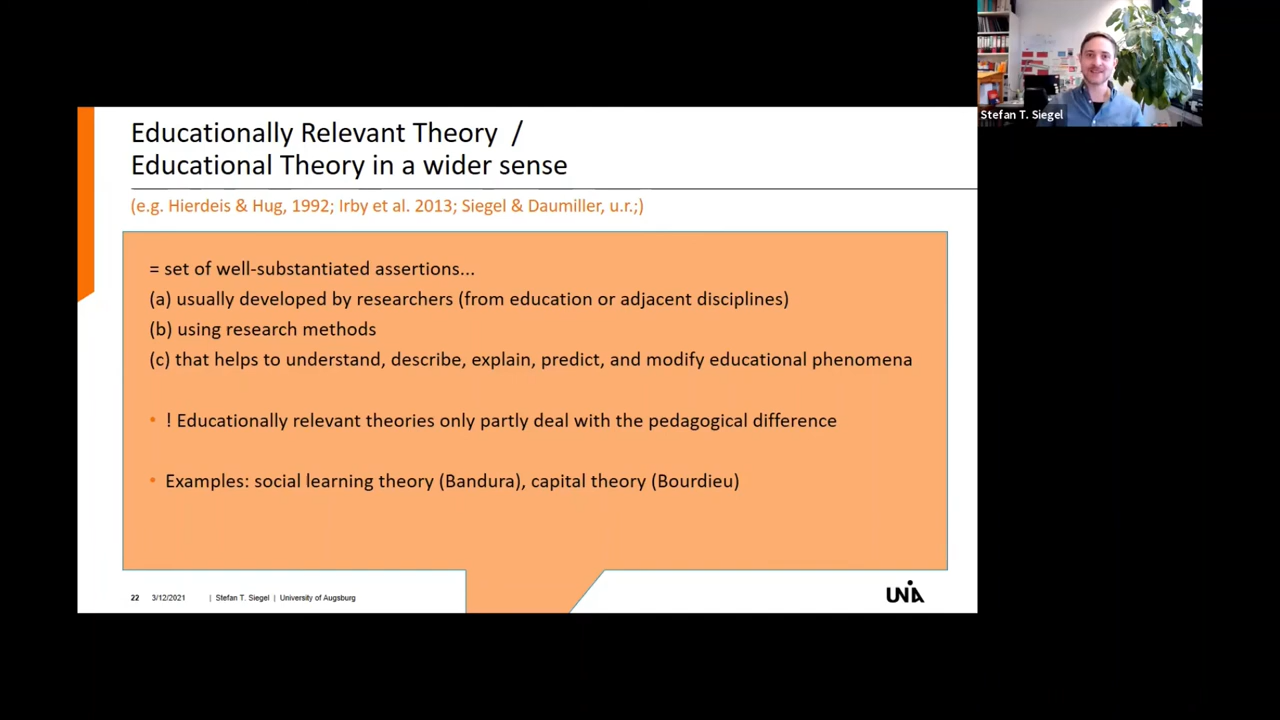 Stefan T. Siegel
Educationally Relevant Theory /
Educational Theory in a wider sense
(e.g. Hierdeis & Hug, 1992; Irby et al. 2013; Siegel & Daumiller, u.r.;)
= set of well-substantiated assertions...
(a) usually developed by researchers (from education or adjacent disciplines)
(b) using research methods
(c) that helps to understand, describe, explain, predict, and modify educational phenomena
• ! Educationally relevant theories only partly deal with the pedagogical difference
• Examples: social learning theory (Bandura), capital theory (Bourdieu)
22 3/12/2021 | Stefan T. Siegel | University of Augsburg
UNIA